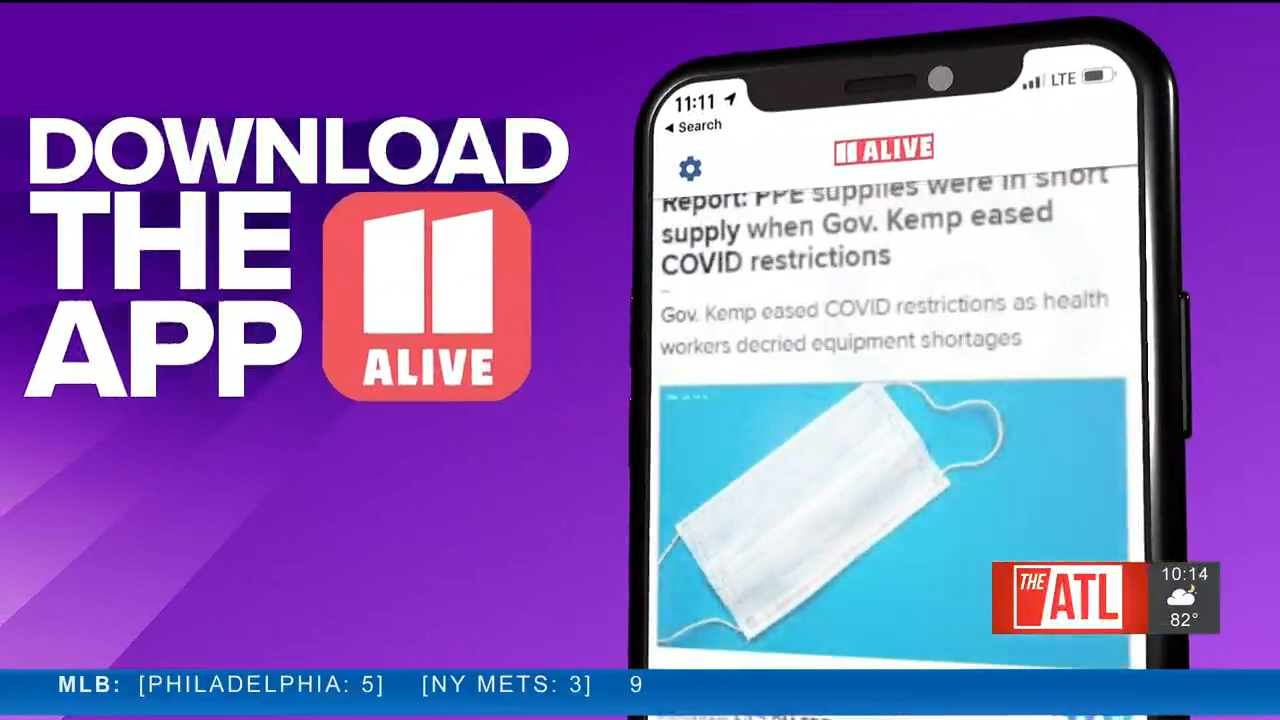 DOWNLOAD
THE
APP
ALIVE
11:11
LTE
Search
ALIVE
Report: PPE supplies were in short
supply when Gov. Kemp eased
COVID restrictions
Gov. Kemp eased COVID restrictions as health
workers decried equipment shortages
THE ATL
10:14
82°
MLB: [PHILADELPHIA: 5] [NY METS: 3] 9